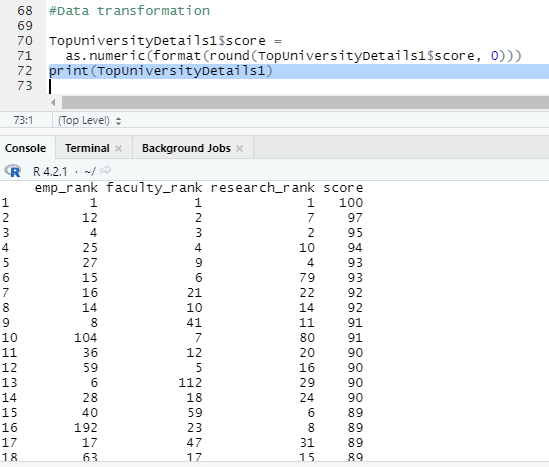 68 #Data transformation
69
70 TopUniversityDetails1$score =
71   as.numeric(format(round(TopUniversityDetails1$score, 0)))
72 print(TopUniversityDetails1)
73
73:1 (Top Level)
Console Terminal Background Jobs
R R 4.2.1 · ~/
emp_rank faculty_rank research_rank score
1 1 1 1 100
2 12 2 7 97
3 4 3 2 95
4 25 4 10 94
5 27 9 4 93
6 15 6 79 93
7 16 21 22 92
8 14 10 14 92
9 8 41 11 91
10 104 7 80 91
11 36 12 20 90
12 59 5 16 90
13 6 112 29 90
14 28 18 24 90
15 40 59 6 89
16 192 23 8 89
17 17 47 31 89
18 63 17 15 89